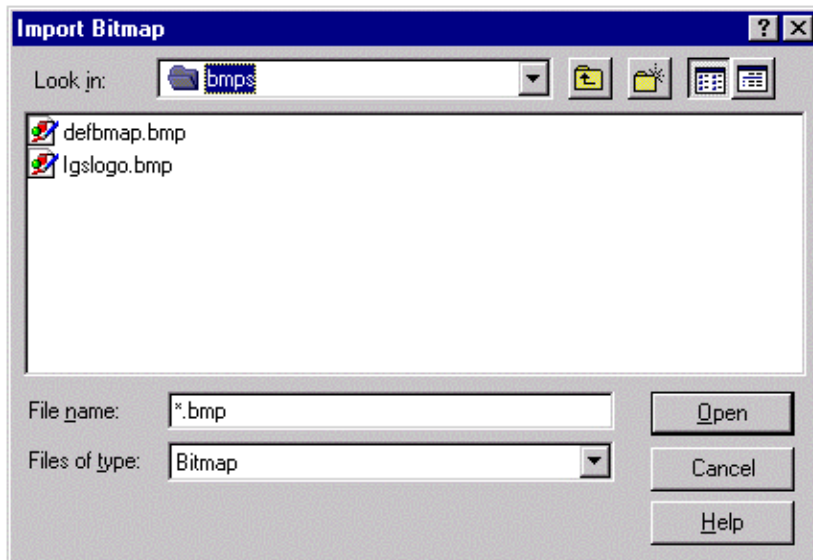 Import Bitmap
Look in: bmps
defbmap.bmp
lgslogo.bmp
File name: *.bmp Open
Files of type: Bitmap Cancel
Help